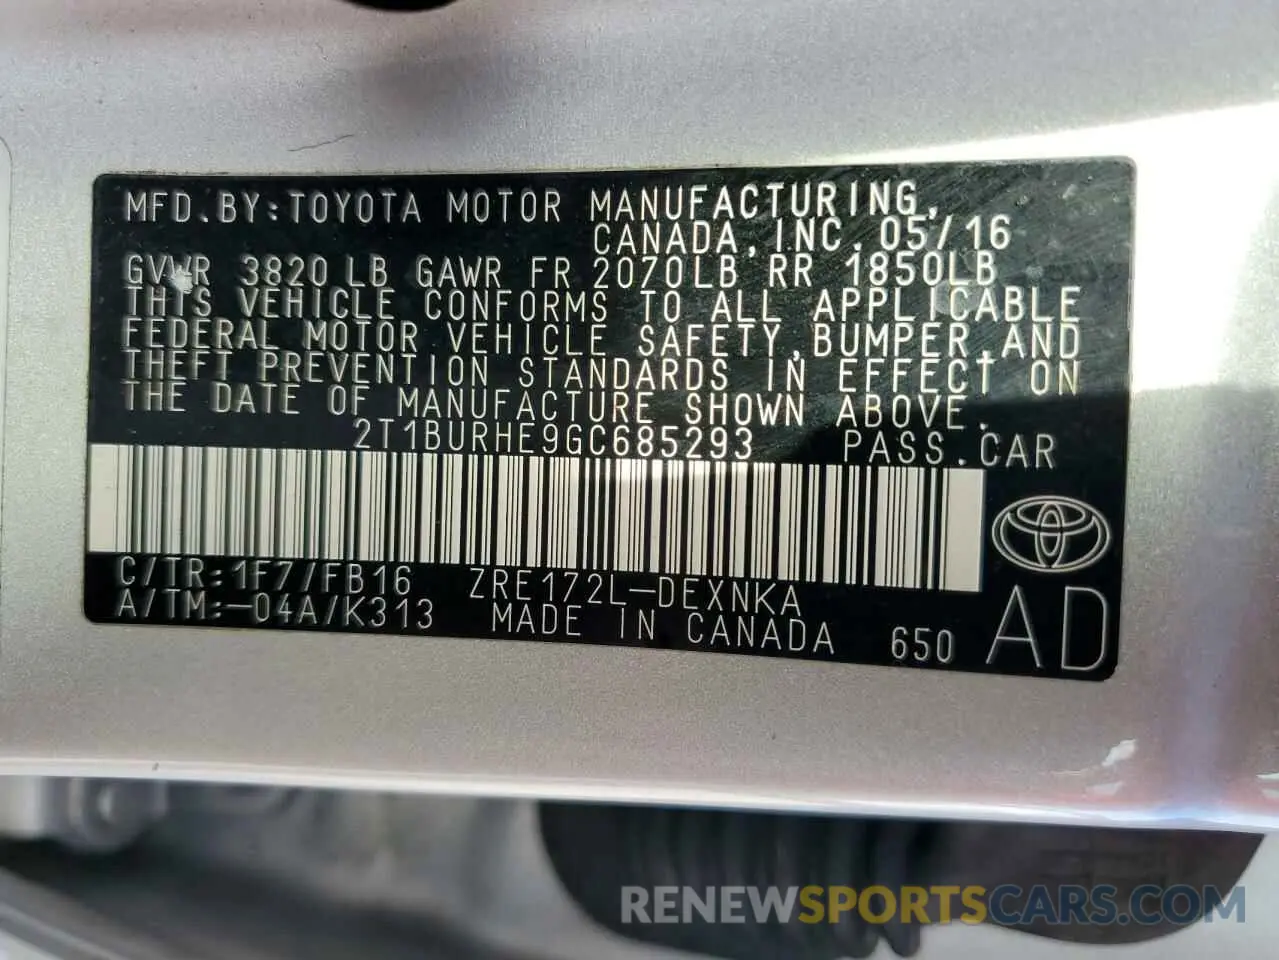 MFD.BY:TOYOTA MOTOR MANUFACTURING,
CANADA,INC. 05/16
GVWR 3820LB GAWR FR 2070LB RR 1850LB
THIS VEHICLE CONFORMS TO ALL APPLICABLE
FEDERAL MOTOR VEHICLE SAFETY,BUMPER,AND
THEFT PREVENTION STANDARDS IN EFFECT ON
THE DATE OF MANUFACTURE SHOWN ABOVE.
2T1BURHE9GC685293 PASS.CAR
C/TR:1F7/FB16 ZRE172L-DEXNKA
A/TM:-04A/K313 MADE IN CANADA 650 AD
RENEWSPORTSCARS.COM